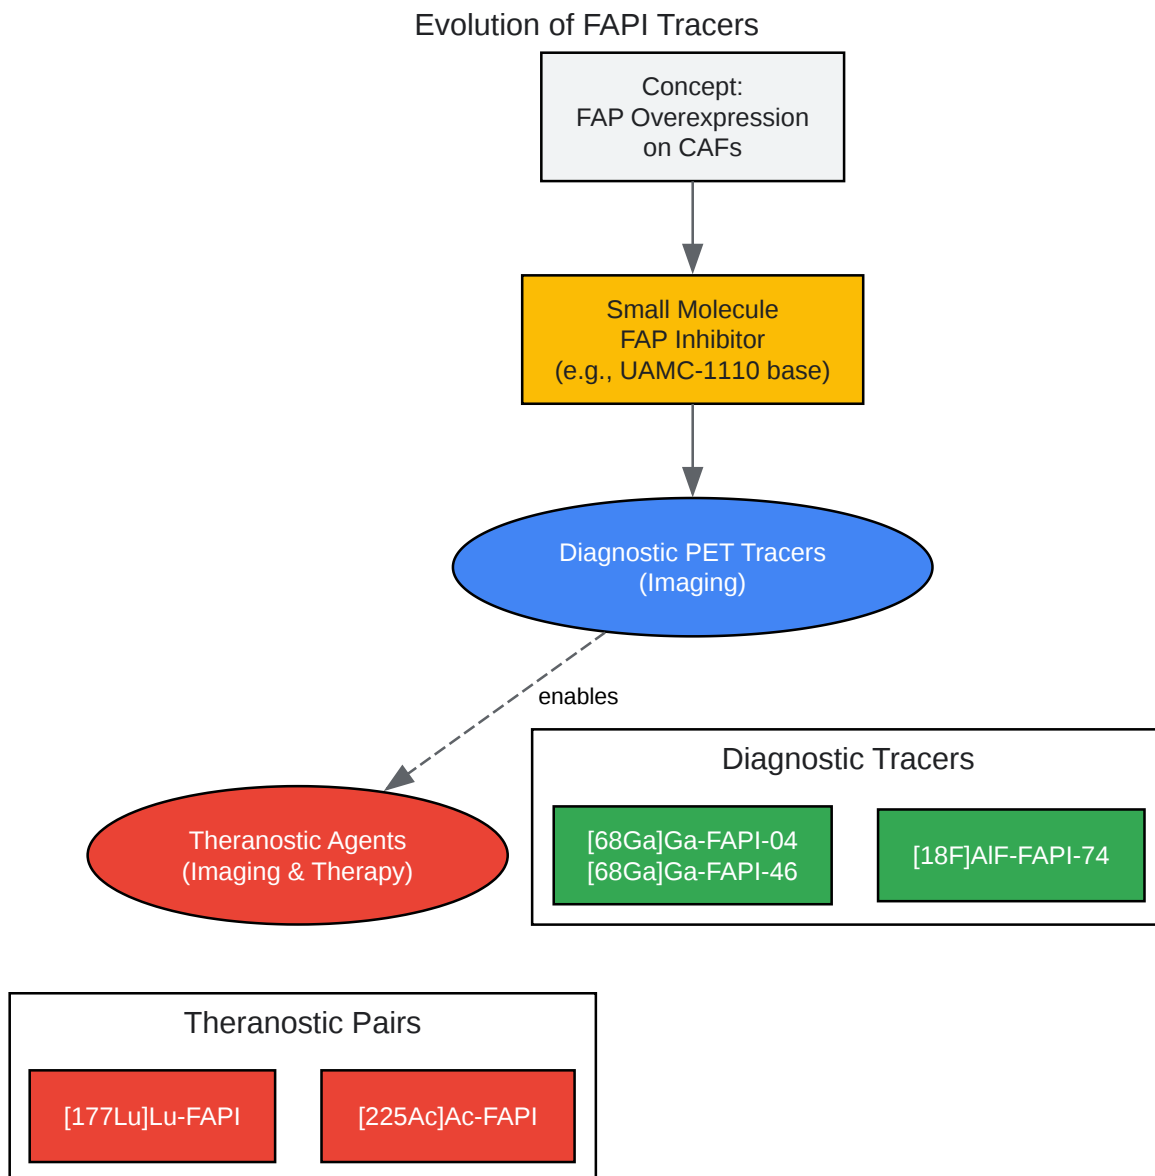 Evolution of FAPI Tracers
Concept:
FAP Overexpression
on CAFs
Small Molecule
FAP Inhibitor
(e.g., UAMC-1110 base)
Diagnostic PET Tracers
(Imaging)
enables
Theranostic Agents
(Imaging & Therapy)
Diagnostic Tracers
[68Ga]Ga-FAPI-04
[68Ga]Ga-FAPI-46
[18F]AlF-FAPI-74
Theranostic Pairs
[177Lu]Lu-FAPI
[225Ac]Ac-FAPI